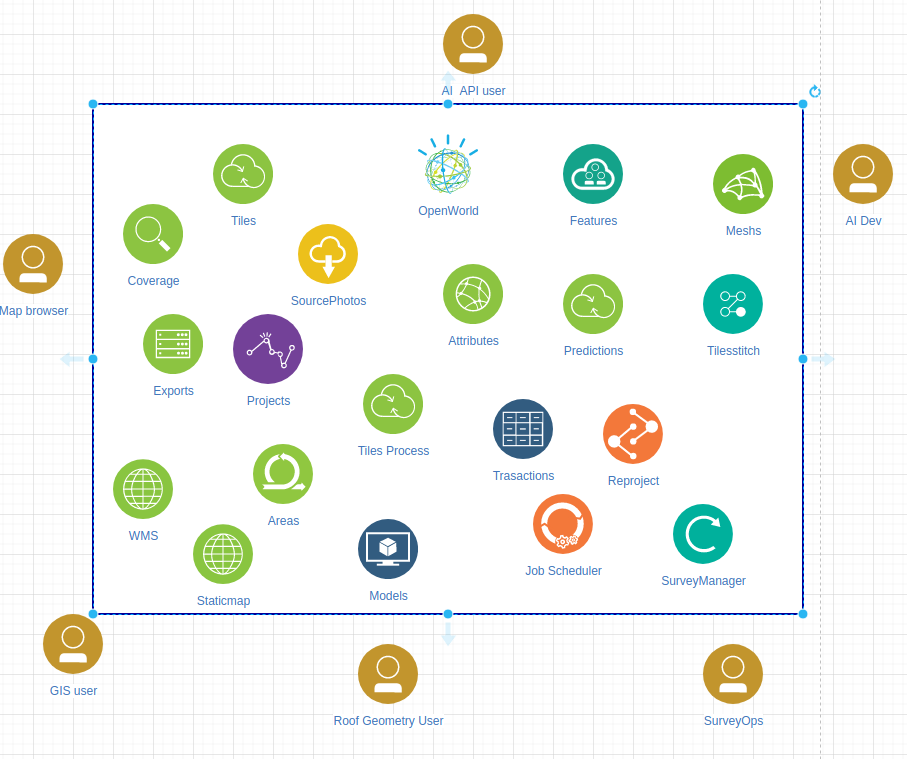 AI API user
Tiles
OpenWorld
Features
Meshs
AI Dev
Coverage
SourcePhotos
Map browser
Attributes
Predictions
Tilesstitch
Exports
Projects
Tiles Process
Trasactions
Reproject
Areas
WMS
Job Scheduler
SurveyManager
Staticmap
Models
GIS user
Roof Geometry User
SurveyOps